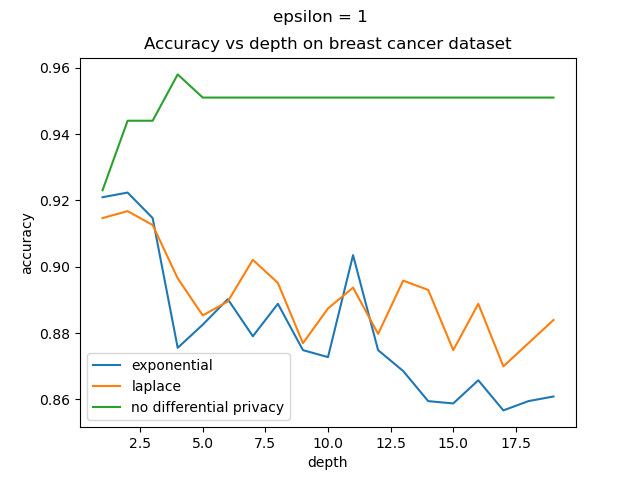 epsilon = 1
Accuracy vs depth on breast cancer dataset
0.96
0.94
0.92
0.90
0.88
0.86
accuracy
exponential
laplace
no differential privacy
2.5 5.0 7.5 10.0 12.5 15.0 17.5
depth